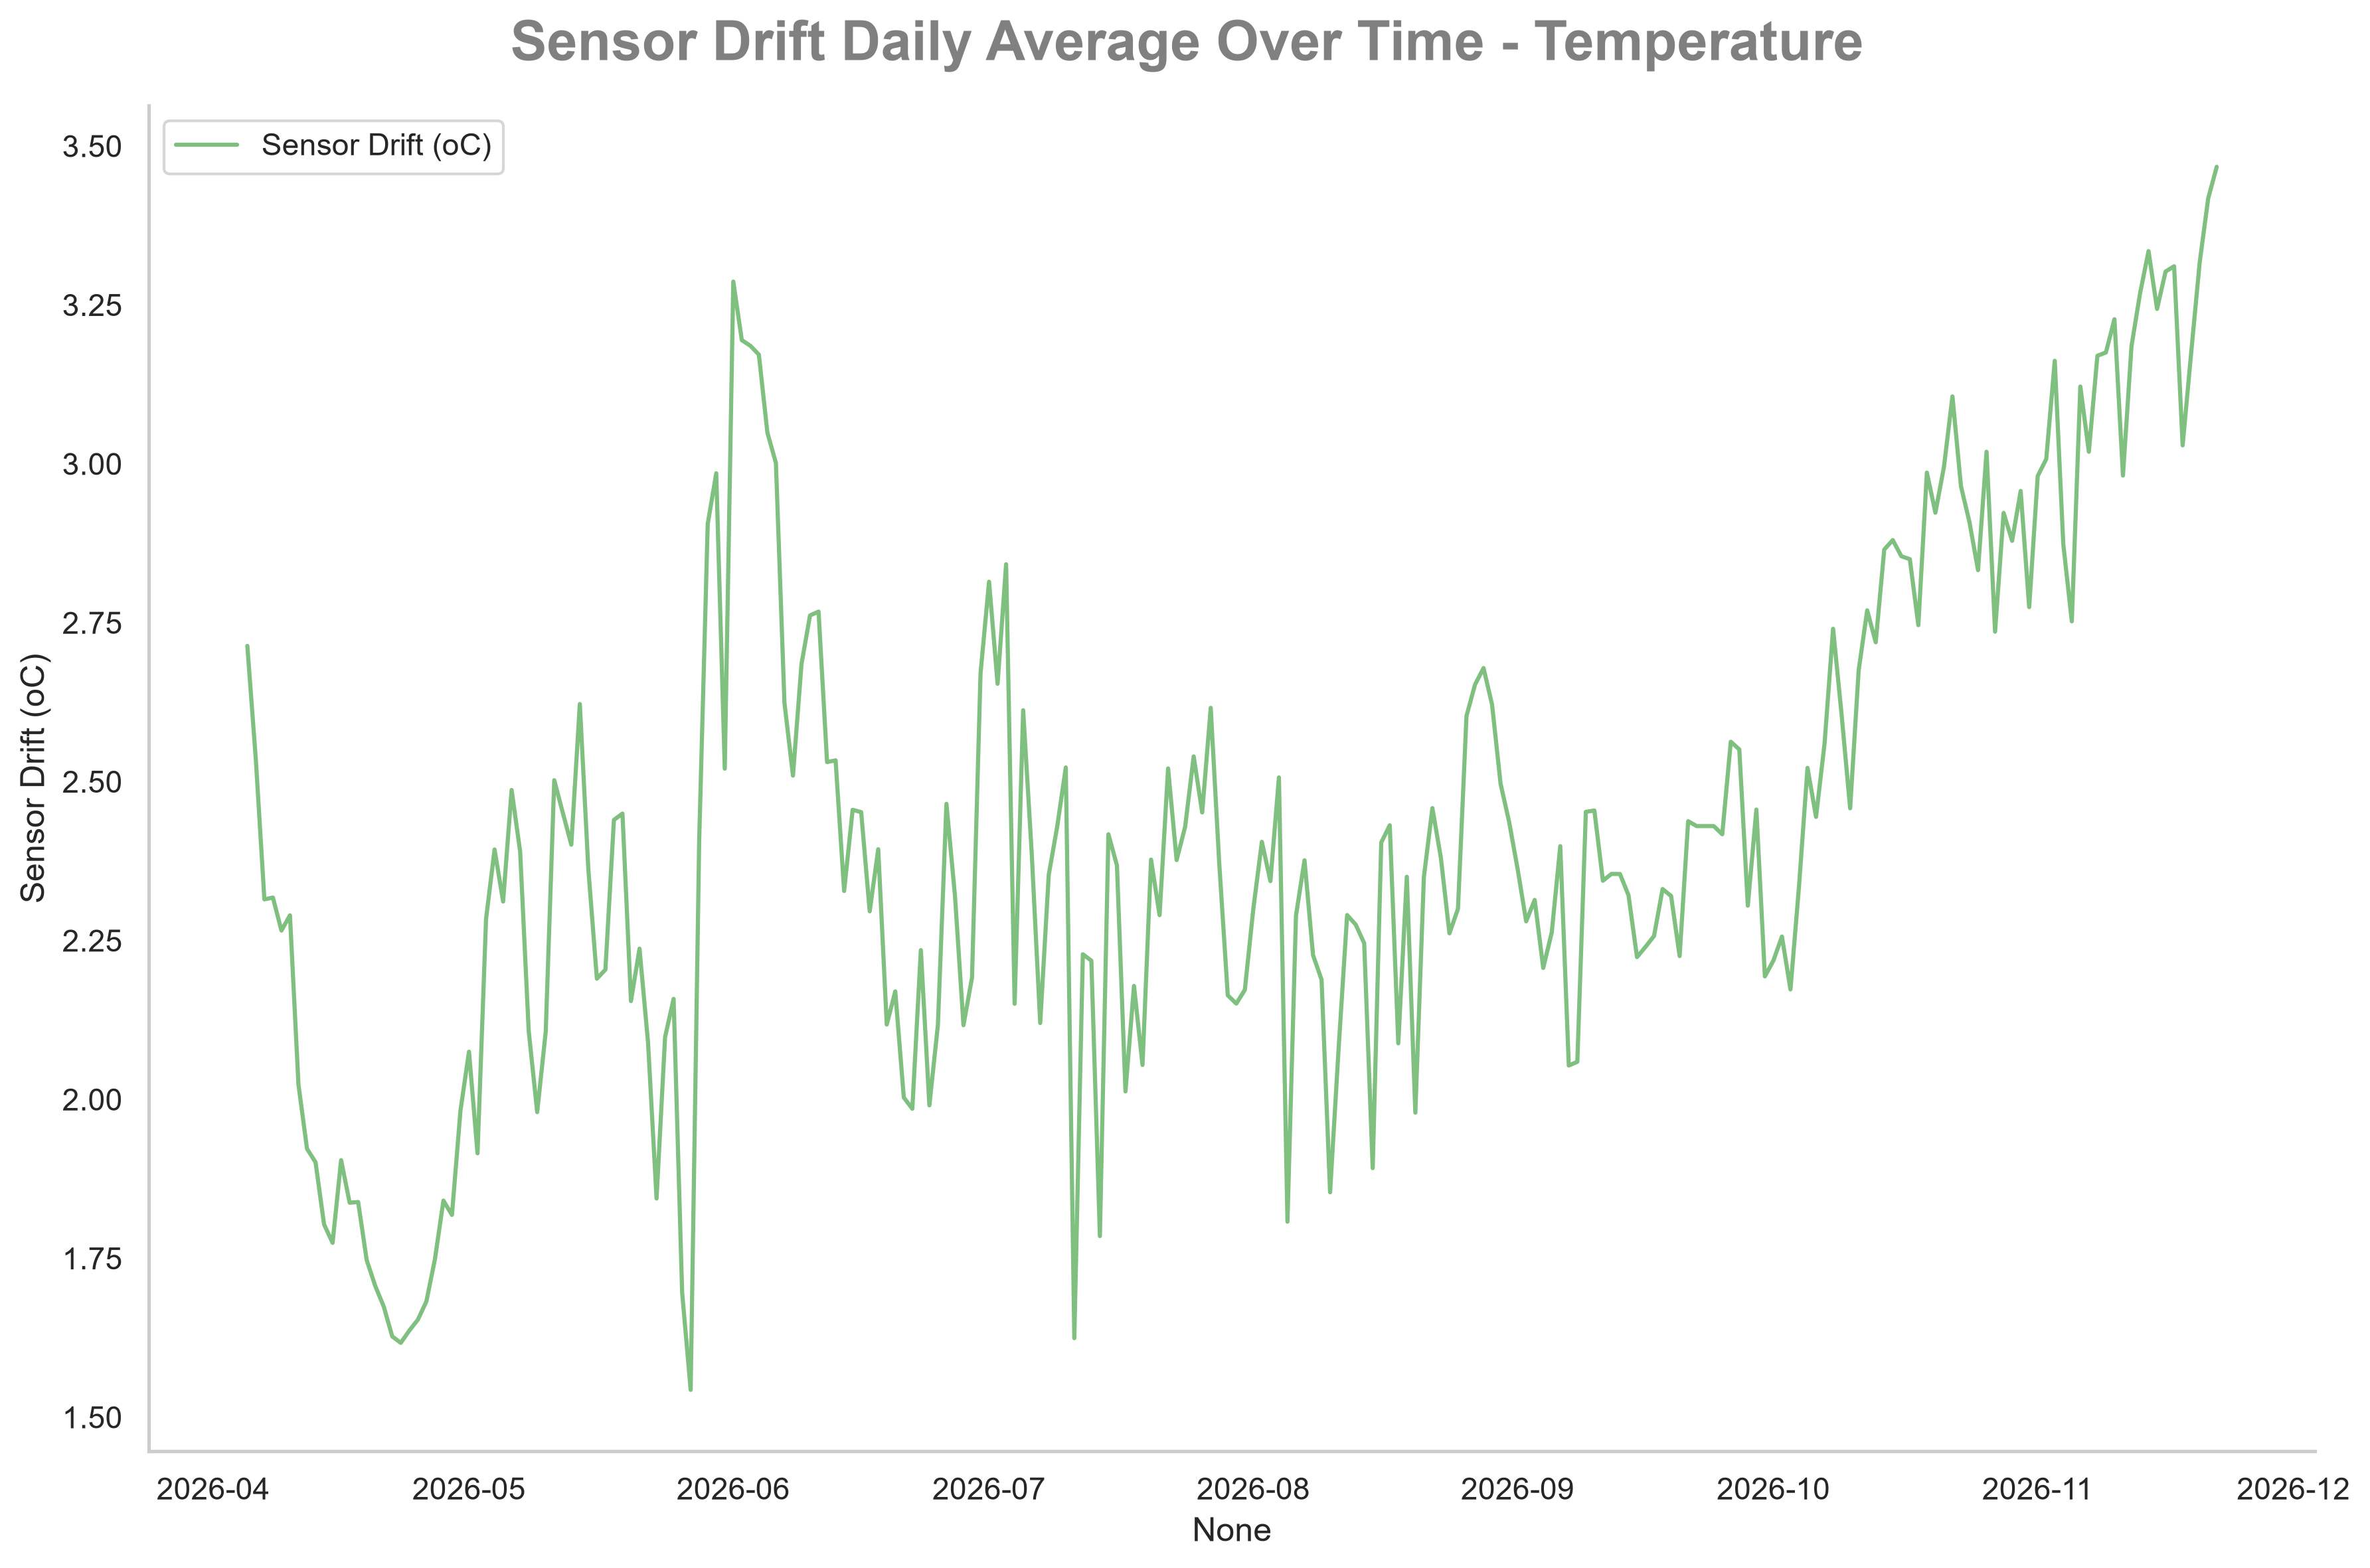 Sensor Drift Daily Average Over Time - Temperature
Sensor Drift (oC)
3.50
3.25
3.00
2.75
2.50
2.25
2.00
1.75
1.50
Sensor Drift (oC)
2026-04 2026-05 2026-06 2026-07 2026-08 2026-09 2026-10 2026-11 2026-12
None